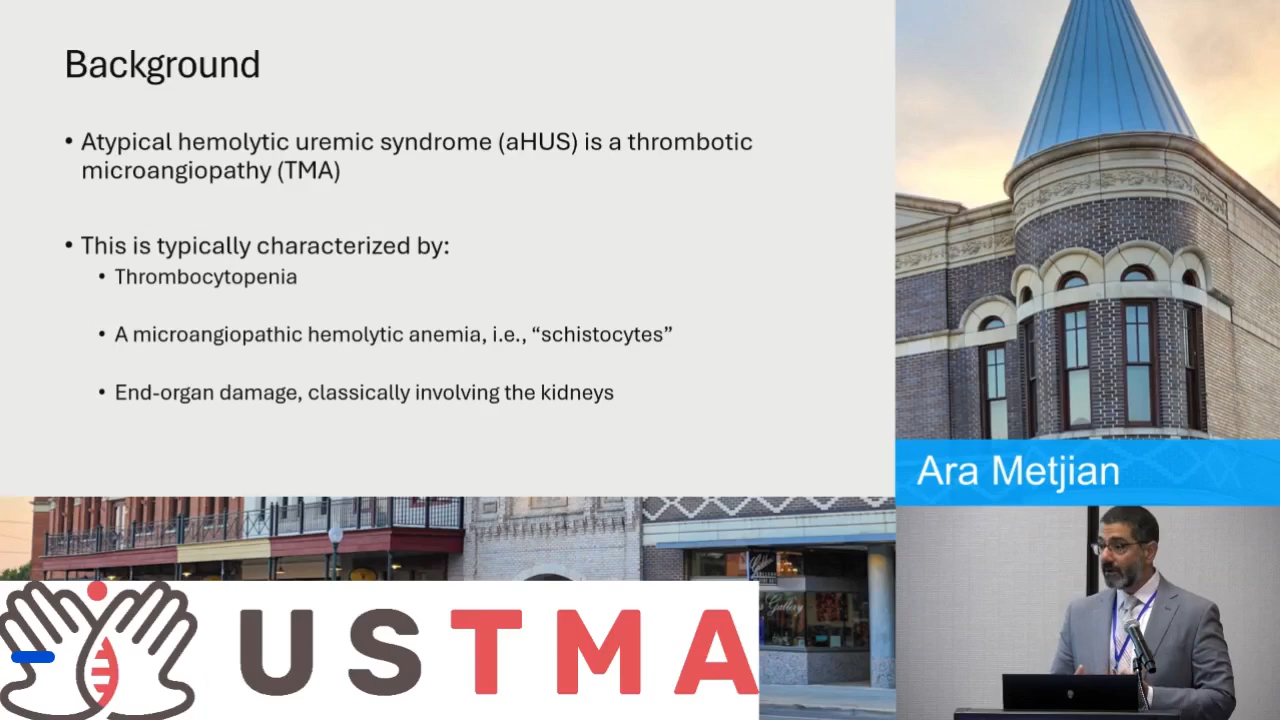 Background
• Atypical hemolytic uremic syndrome (aHUS) is a thrombotic
microangiopathy (TMA)
• This is typically characterized by:
• Thrombocytopenia
• A microangiopathic hemolytic anemia, i.e., “schistocytes”
• End-organ damage, classically involving the kidneys
Ara Metjian
Gallery
USTMA